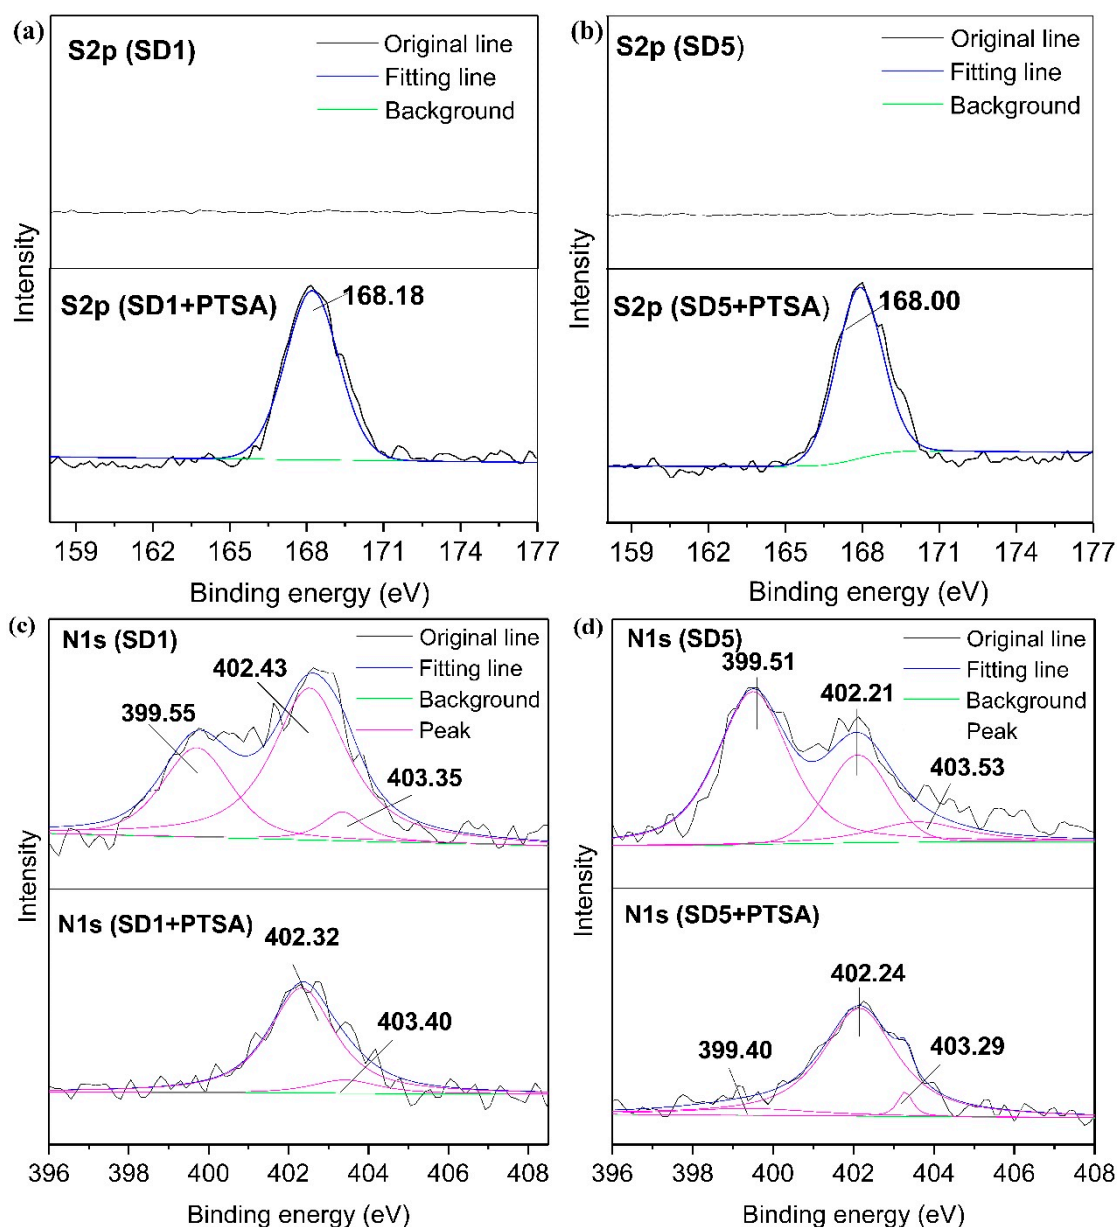 (a)
S2p (SD1)
Original line
Fitting line
Background
S2p (SD1+PTSA)
168.18
Intensity
159 162 165 168 171 174 177
Binding energy (eV)
(b)
S2p (SD5)
Original line
Fitting line
Background
S2p (SD5+PTSA)
168.00
Intensity
159 162 165 168 171 174 177
Binding energy (eV)
(c)
N1s (SD1)
Original line
Fitting line
Background
Peak
402.43
399.55
403.35
N1s (SD1+PTSA)
402.32
403.40
Intensity
396 398 400 402 404 406 408
Binding energy (eV)
(d)
N1s (SD5)
Original line
Fitting line
Background
Peak
399.51
402.21
403.53
N1s (SD5+PTSA)
402.24
399.40
403.29
Intensity
396 398 400 402 404 406 408
Binding energy (eV)